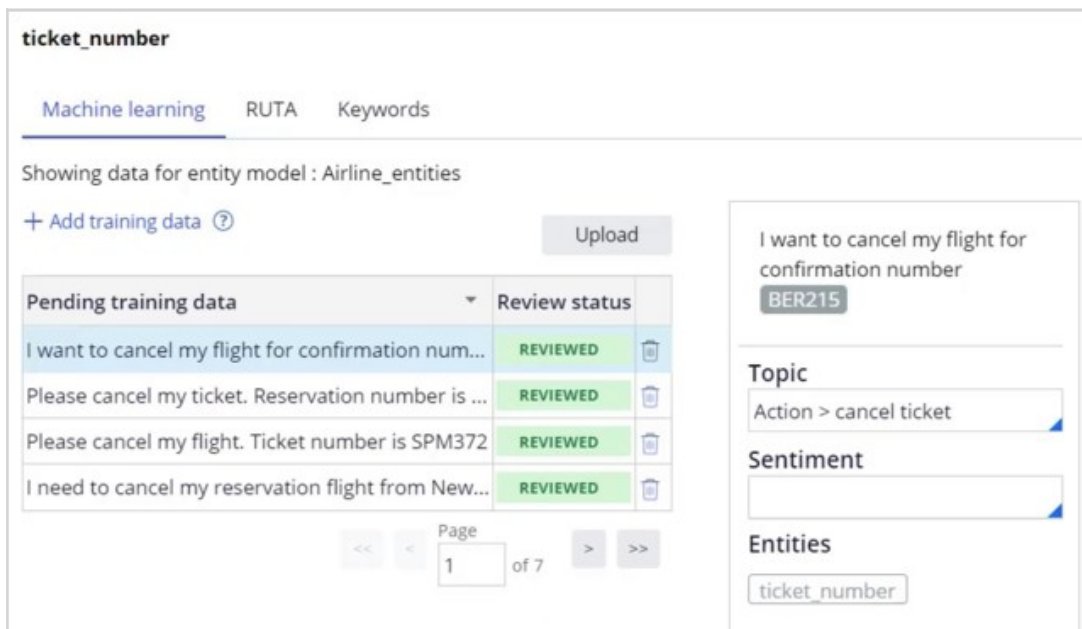 ticket_number
Machine learning RUTA Keywords
Showing data for entity model : Airline_entities
+ Add training data ?
Upload
Pending training data Review status
I want to cancel my flight for confirmation num... REVIEWED
Please cancel my ticket. Reservation number is ... REVIEWED
Please cancel my flight. Ticket number is SPM372 REVIEWED
I need to cancel my reservation flight from New... REVIEWED
<< < Page 1 of 7 > >>
I want to cancel my flight for
confirmation number
BER215
Topic
Action > cancel ticket
Sentiment
Entities
ticket_number